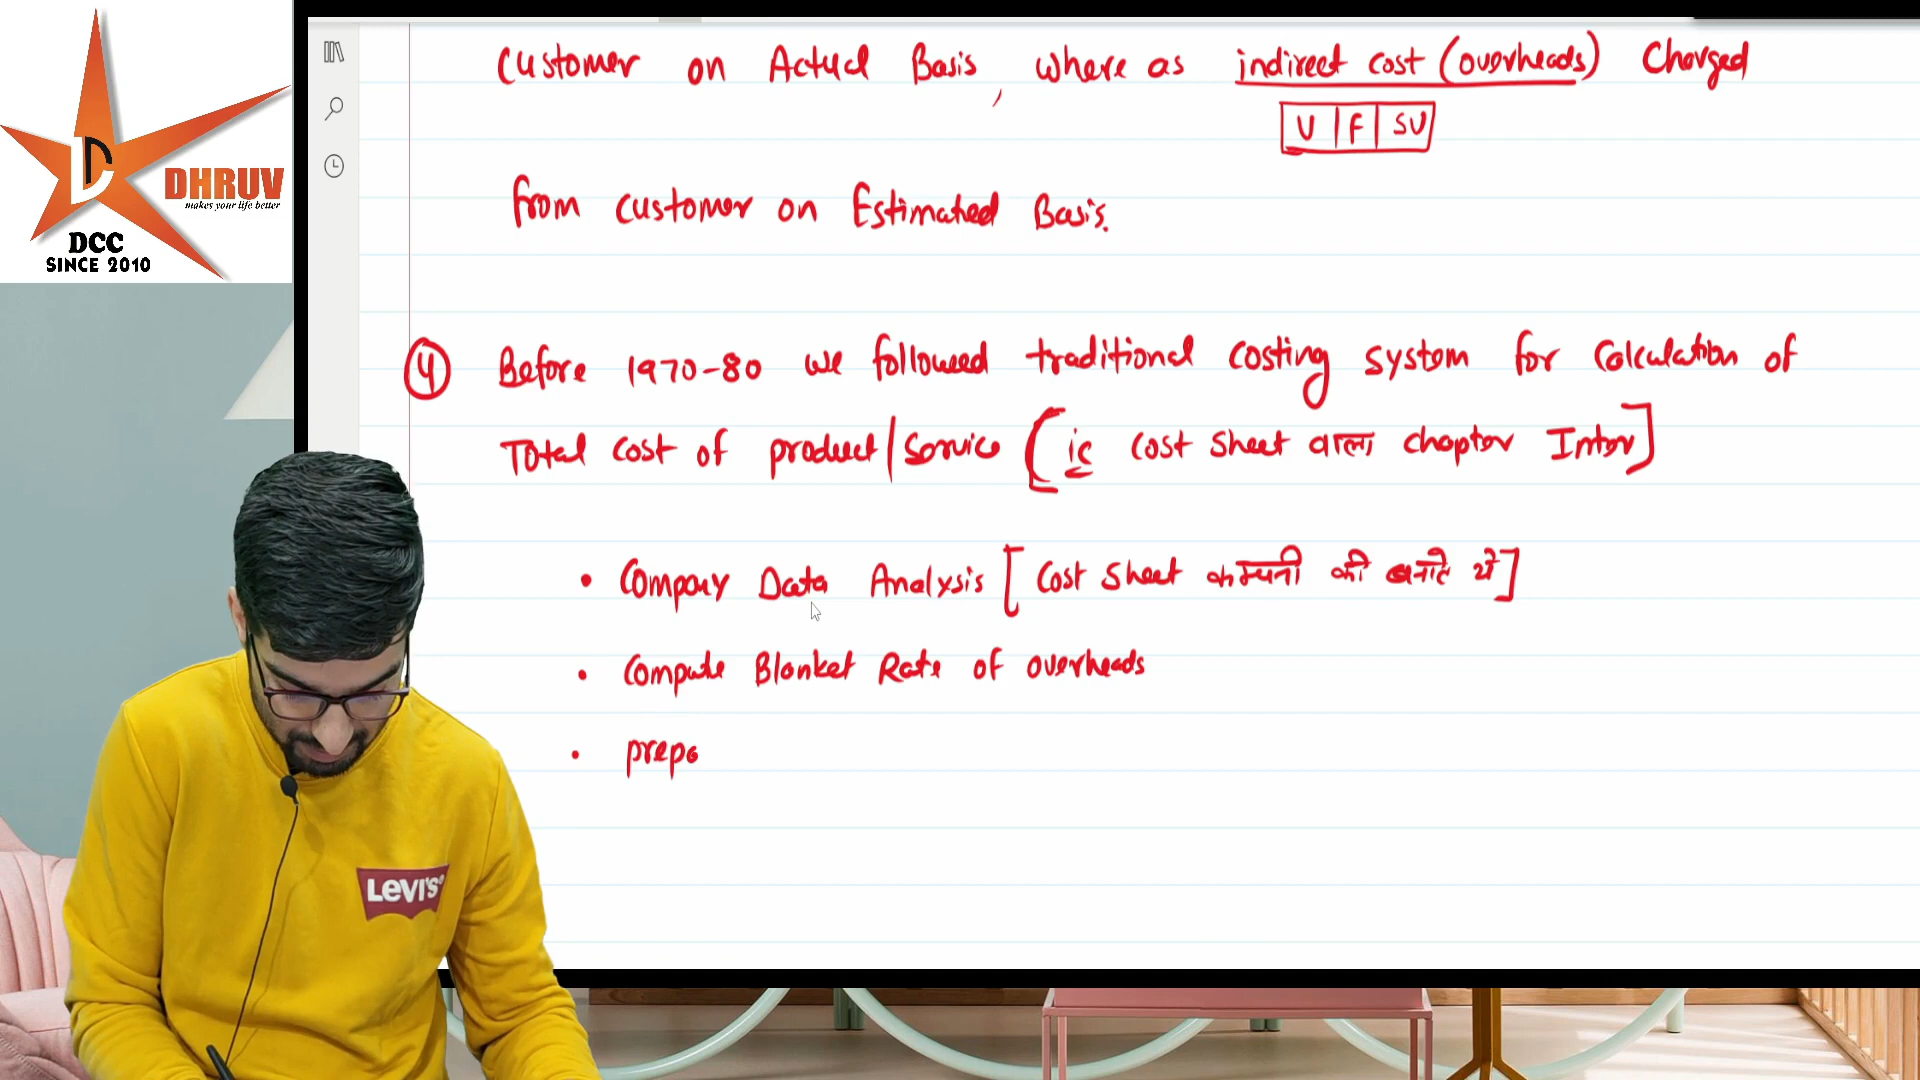 DHRUV
makes your life better
DCC
SINCE 2010
Customer on Actual Basis, where as indirect cost (overheads) Charged
V | F | SV
from customer on Estimated Basis.
④ Before 1970-80 we followed traditional costing system for Calculation of
Total cost of product/Service (ie cost sheet वाला chapter Inter]
• Company Data Analysis [Cost Sheet कम्पनी की बनाते थे]
• Compute Blanket Rate of overheads
• prepa
LEVI'S